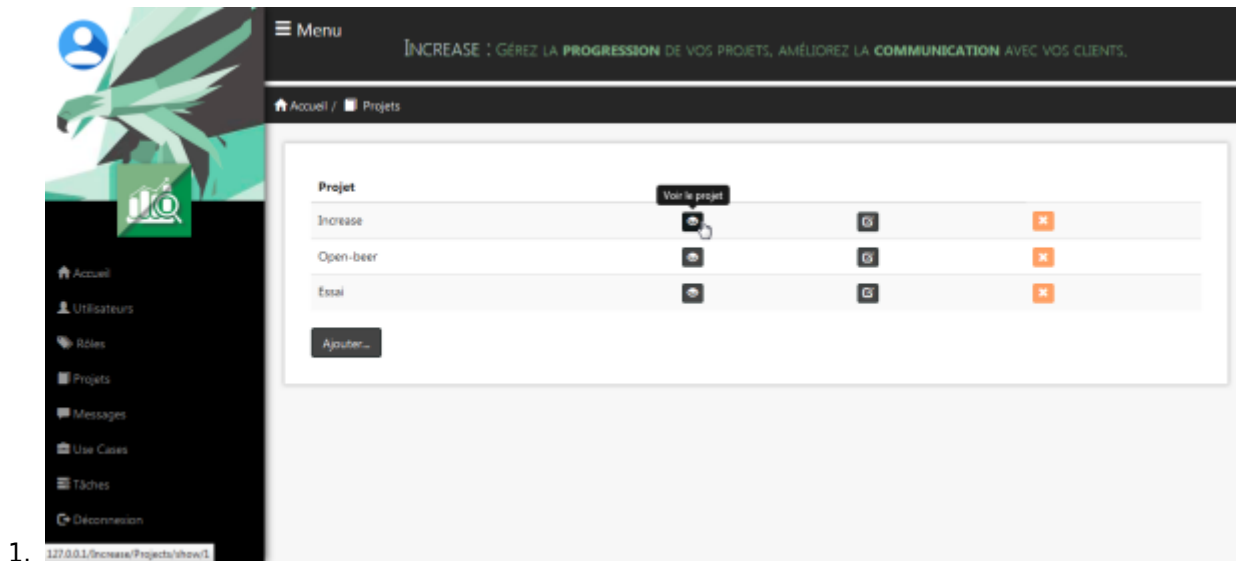 Menu
INCREASE : GÉREZ LA PROGRESSION DE VOS PROJETS, AMÉLIOREZ LA COMMUNICATION AVEC VOS CLIENTS.
Accueil / Projets
Projet
Voir le projet
Increase
Open-beer
Essai
Ajouter...
Accueil
Utilisateurs
Rôles
Projets
Messages
Use Cases
Tâches
Déconnexion
1. 127.0.0.1/Increase/Projects/show/1